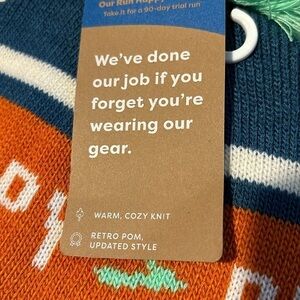 Our Run Happy
Take it for a 90-day trial run
We've done
our job if you
forget you're
wearing our
gear.
WARM, COZY KNIT
RETRO POM,
UPDATED STYLE